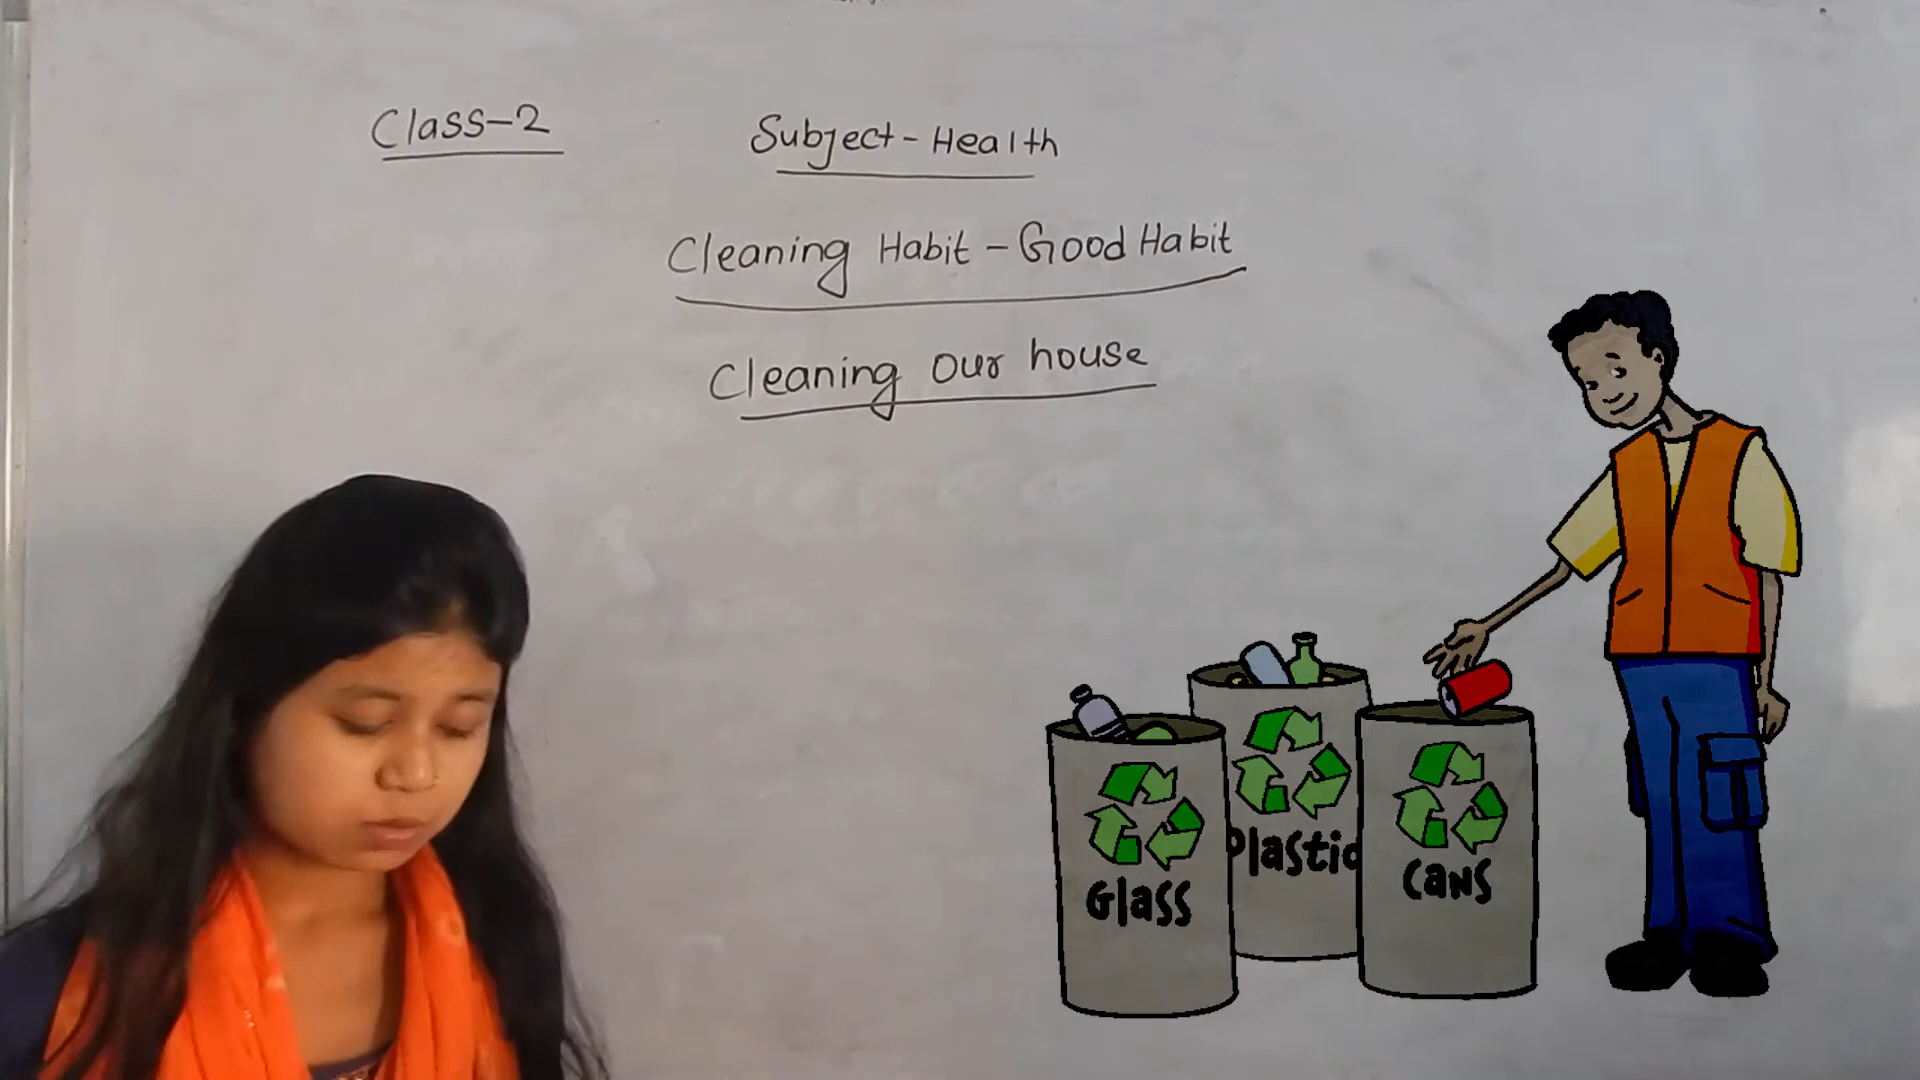 Class-2
Subject-Health
Cleaning Habit - Good Habit
Cleaning our house
Glass
Plastic
Cans